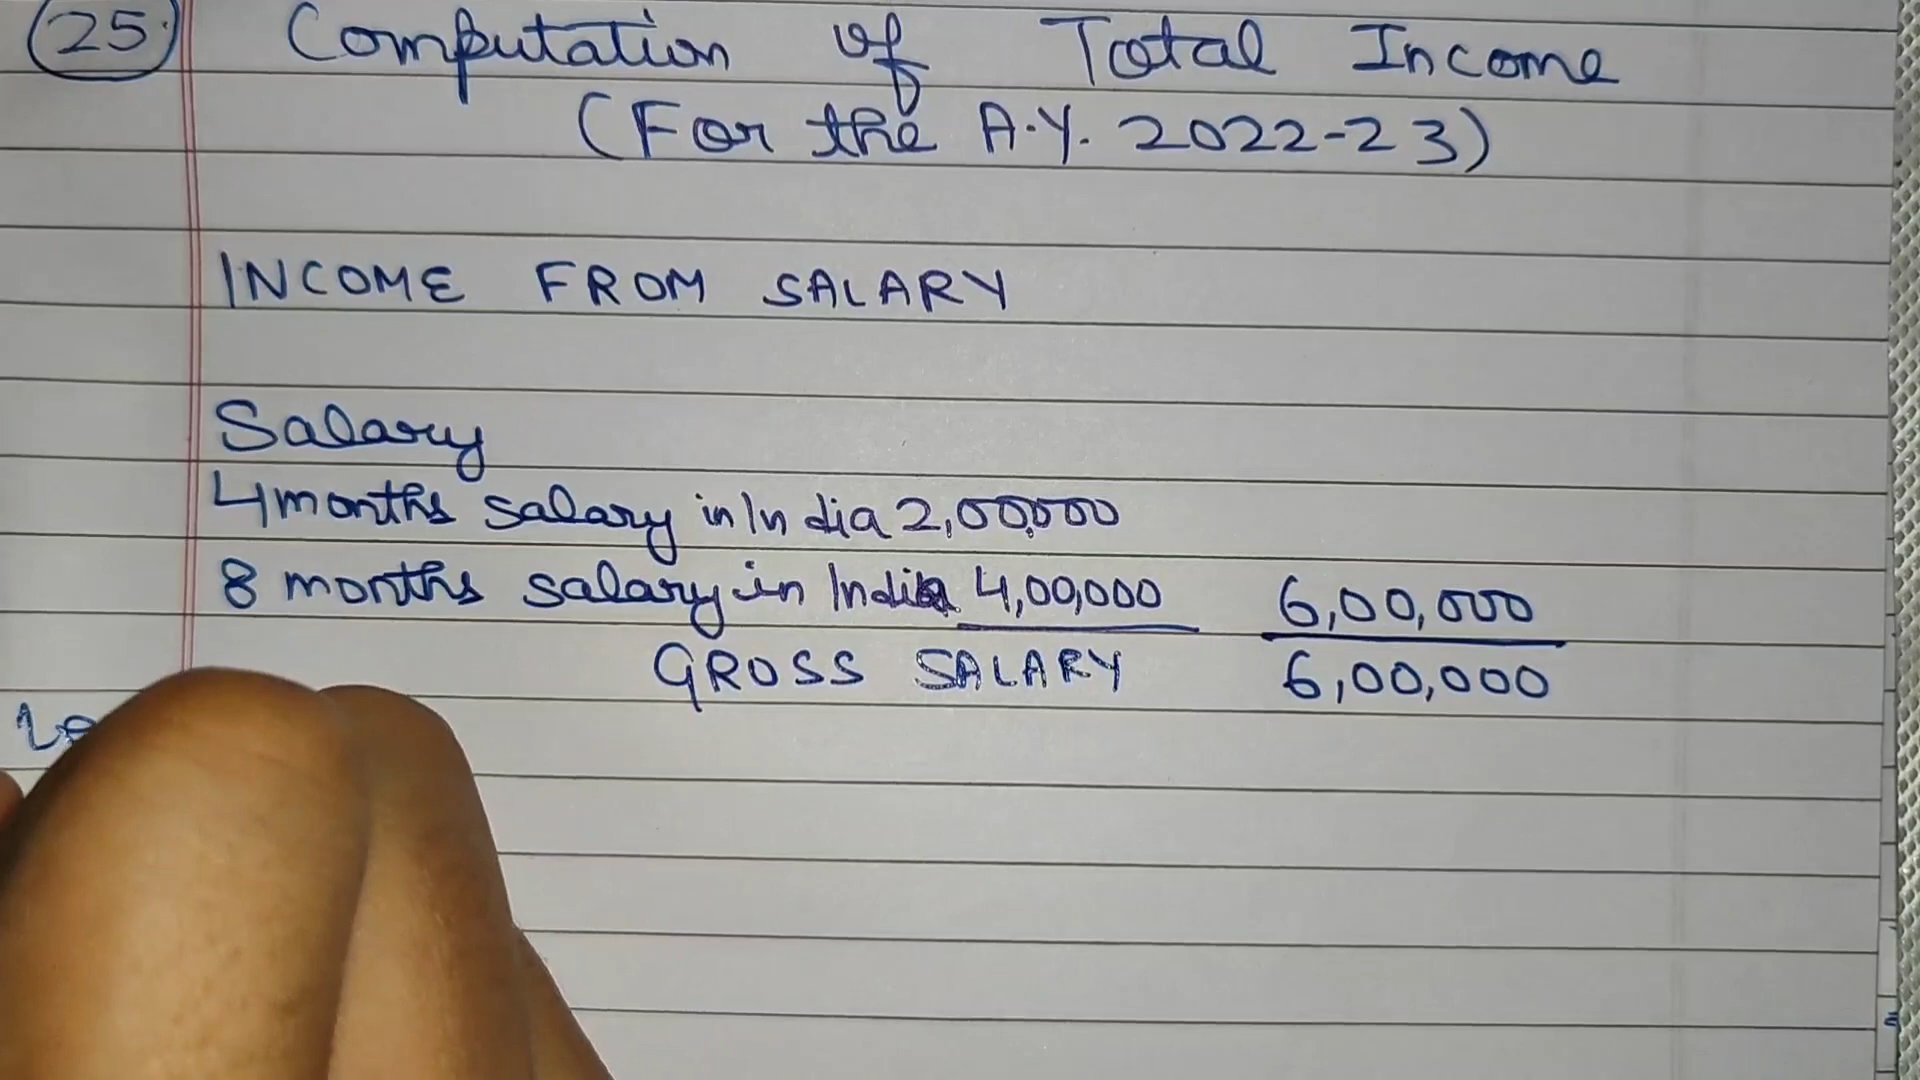 25. Computation of Total Income
(For the A.Y. 2022-23)
INCOME FROM SALARY
Salary
4 months salary in India 2,00,000
8 months salary in India 4,00,000 6,00,000
GROSS SALARY 6,00,000